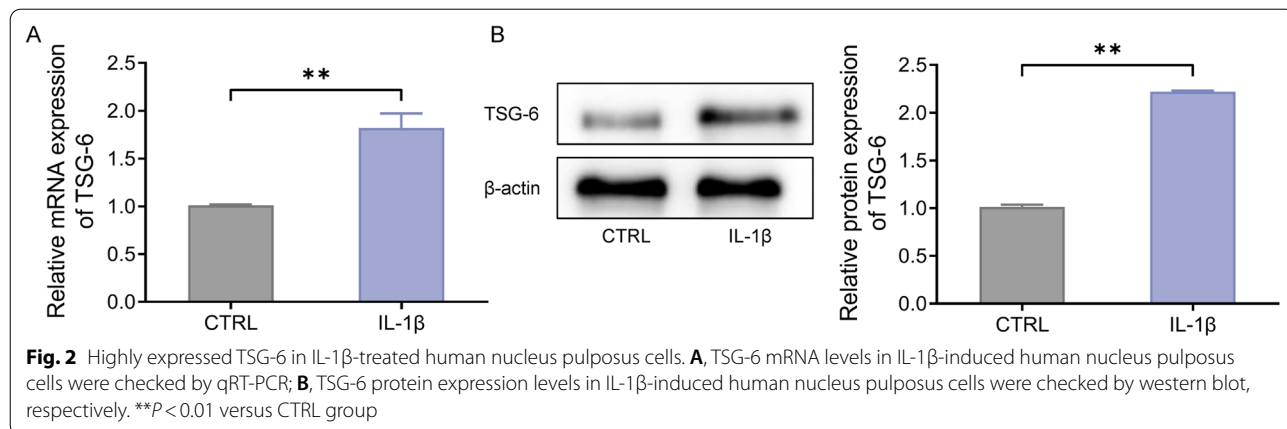 A
Relative mRNA expression
of TSG-6
2.5
2.0
1.5
1.0
0.5
0.0
**
CTRL
IL-1β
B
TSG-6
β-actin
CTRL
IL-1β
Relative protein expression
of TSG-6
2.5
2.0
1.5
1.0
0.5
0.0
**
CTRL
IL-1β
Fig. 2 Highly expressed TSG-6 in IL-1β-treated human nucleus pulposus cells. A, TSG-6 mRNA levels in IL-1β-induced human nucleus pulposus
cells were checked by qRT-PCR; B, TSG-6 protein expression levels in IL-1β-induced human nucleus pulposus cells were checked by western blot,
respectively. **P < 0.01 versus CTRL group